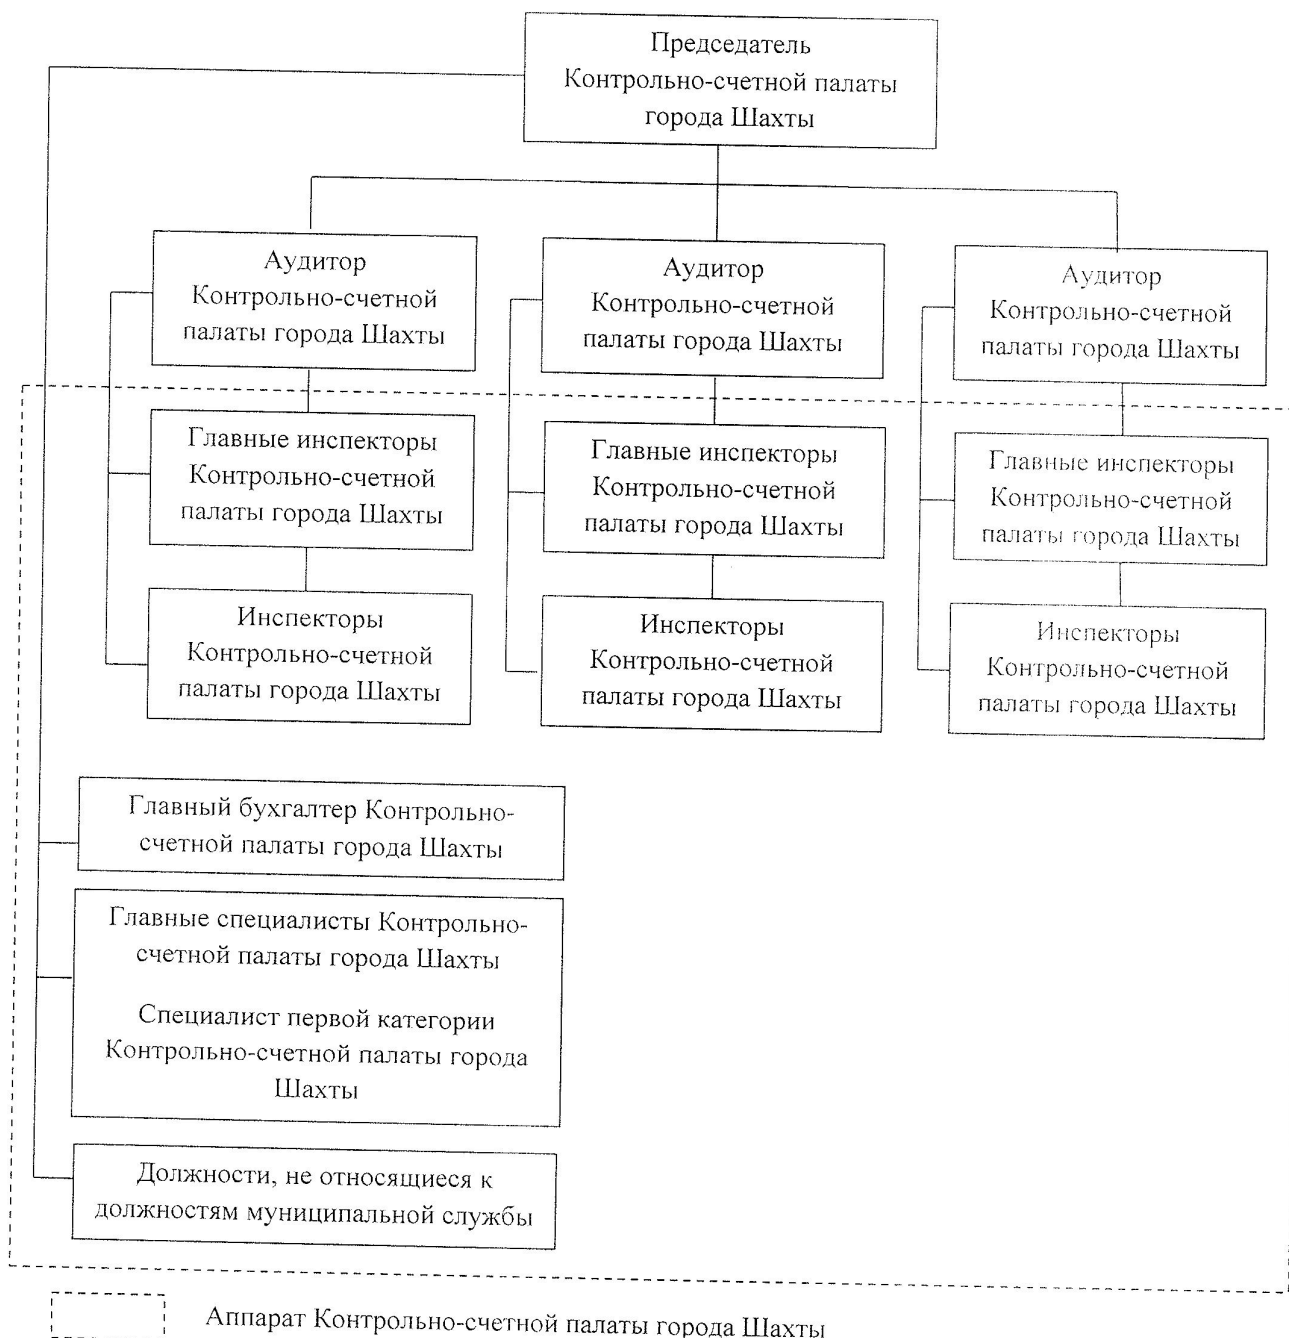 Председатель
Контрольно-счетной палаты
города Шахты
Аудитор
Контрольно-счетной
палаты города Шахты
Аудитор
Контрольно-счетной
палаты города Шахты
Аудитор
Контрольно-счетной
палаты города Шахты
Главные инспекторы
Контрольно-счетной
палаты города Шахты
Главные инспекторы
Контрольно-счетной
палаты города Шахты
Главные инспекторы
Контрольно-счетной
палаты города Шахты
Инспекторы
Контрольно-счетной
палаты города Шахты
Инспекторы
Контрольно-счетной
палаты города Шахты
Инспекторы
Контрольно-счетной
палаты города Шахты
Главный бухгалтер Контрольно-
счетной палаты города Шахты
Главные специалисты Контрольно-
счетной палаты города Шахты
Специалист первой категории
Контрольно-счетной палаты города
Шахты
Должности, не относящиеся к
должностям муниципальной службы
Аппарат Контрольно-счетной палаты города Шахты